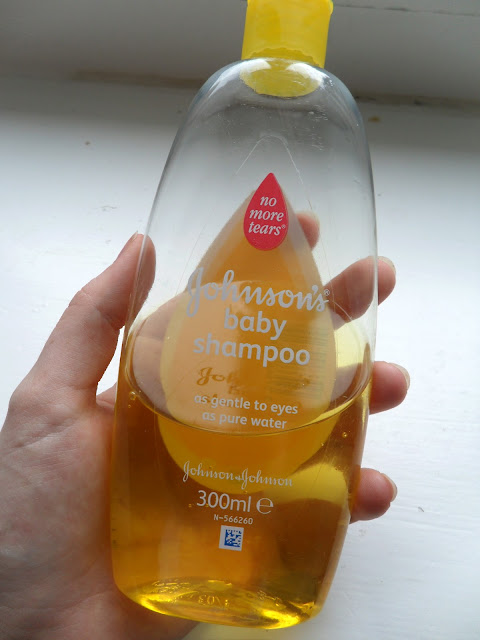 no
more
tears®
Johnson's®
baby
shampoo
as gentle to eyes
as pure water
Johnson & Johnson
300ml ℮
N-566260